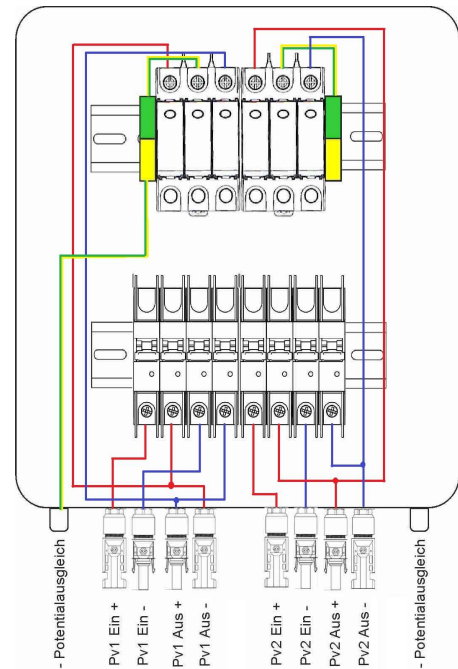 - Potentialausgleich
Pv1 Ein +
Pv1 Ein -
Pv1 Aus +
Pv1 Aus -
Pv2 Ein +
Pv2 Ein -
Pv2 Aus +
Pv2 Aus -
- Potentialausgleich